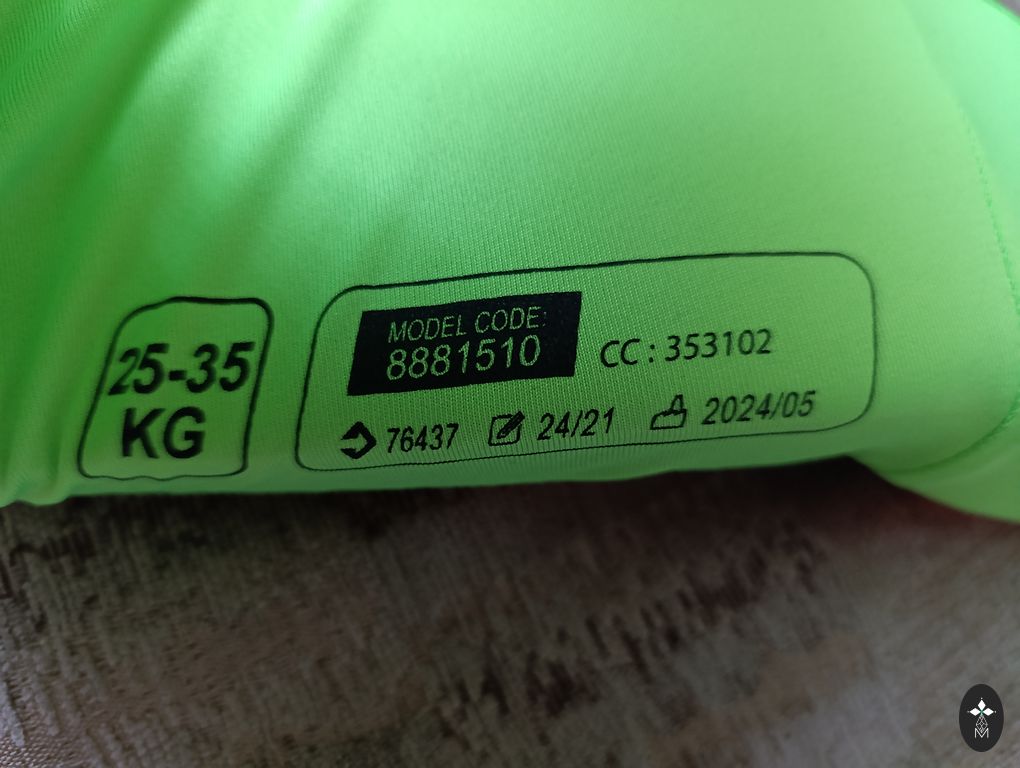 25-35
KG
MODEL CODE:
8881510
CC : 353102
76437 24/21 2024/05
M